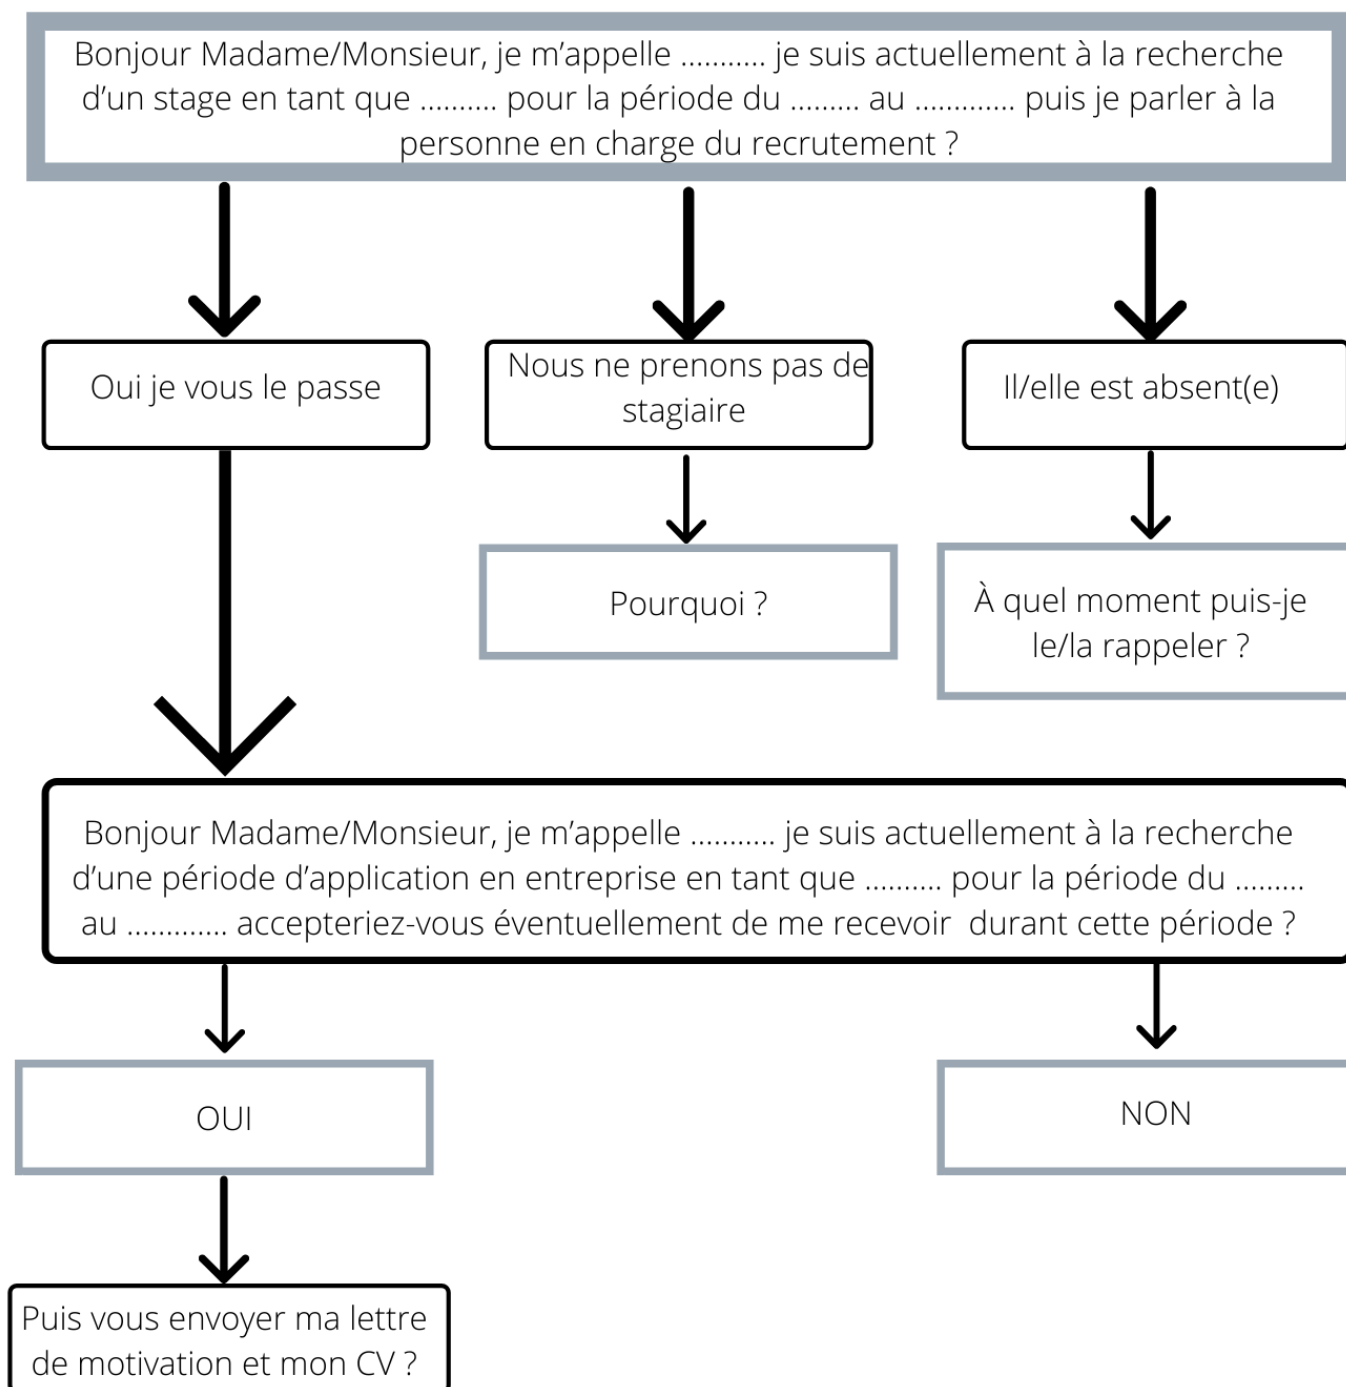 Bonjour Madame/Monsieur, je m’appelle ........... je suis actuellement à la recherche
d’un stage en tant que .......... pour la période du ......... au ............. puis je parler à la
personne en charge du recrutement ?
Oui je vous le passe
Nous ne prenons pas de
stagiaire
Il/elle est absent(e)
Pourquoi ?
À quel moment puis-je
le/la rappeler ?
Bonjour Madame/Monsieur, je m’appelle ........... je suis actuellement à la recherche
d’une période d’application en entreprise en tant que .......... pour la période du .........
au ............. accepteriez-vous éventuellement de me recevoir  durant cette période ?
OUI
NON
Puis vous envoyer ma lettre
de motivation et mon CV ?